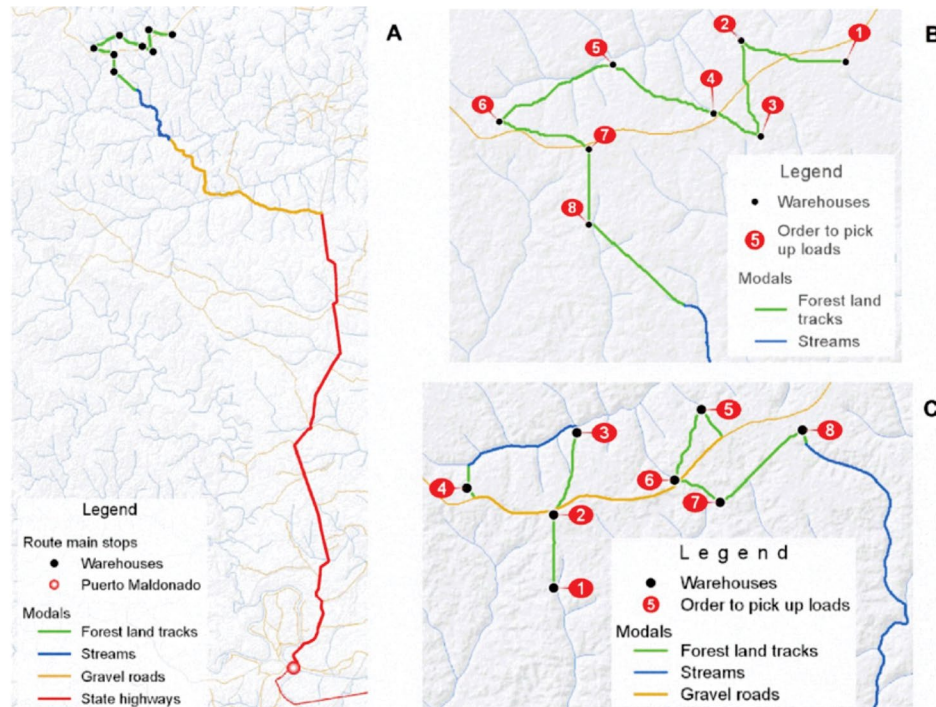 A
Legend
Route main stops
Warehouses
Puerto Maldonado
Modals
Forest land tracks
Streams
Gravel roads
State highways
B
1
2
3
4
5
6
7
8
Legend
Warehouses
5
Order to pick
up loads
Modals
Forest land
tracks
Streams
C
1
2
3
4
5
6
7
8
Legend
Warehouses
5
Order to pick up loads
Modals
Forest land tracks
Streams
Gravel roads